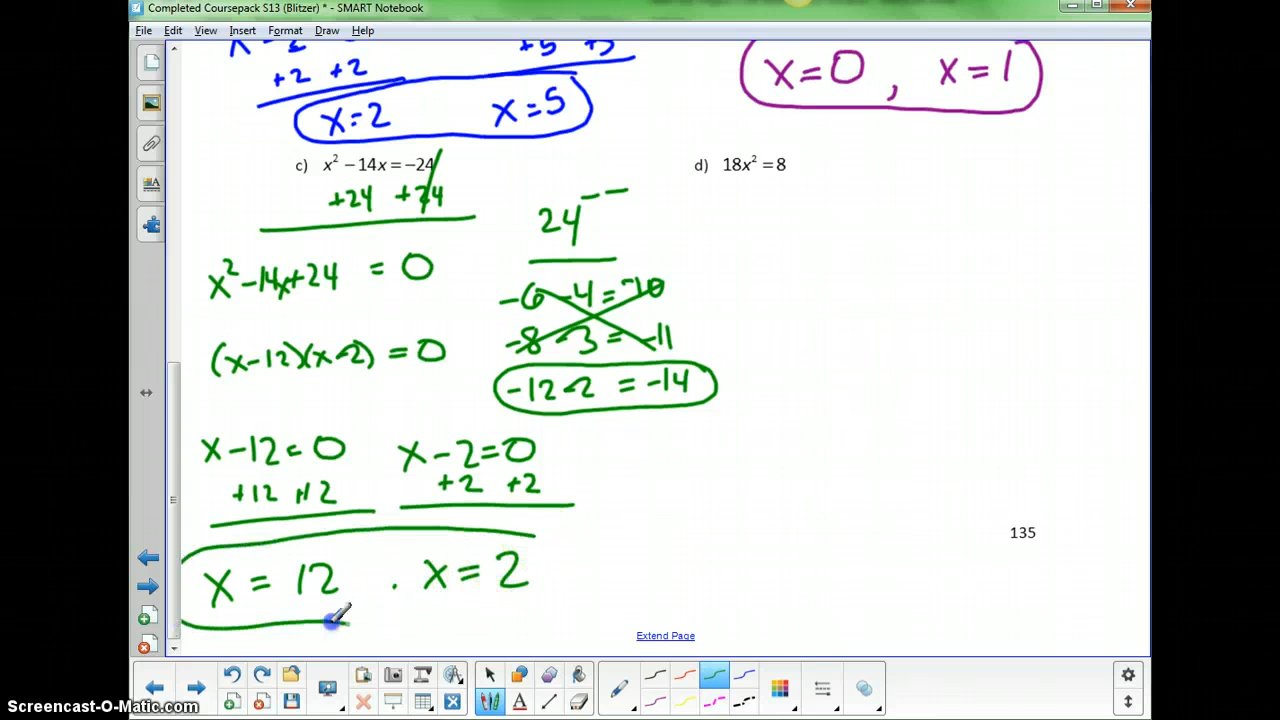 Completed Coursepack S13 (Blitzer) * - SMART Notebook
File Edit View Insert Format Draw Help
x - 2
+5 +5
+2 +2
x=2 x=5
x=0 , x=1
c) x² − 14x = −24
+24 +24
d) 18x² = 8
24 - -
x²-14x+24 = 0
-6 -4 = -10
-8 -3 = -11
(x-12)(x-2) = 0
-12 -2 = -14
x-12=0 x-2=0
+12 +12 +2 +2
135
x = 12 . x = 2
Extend Page
Screencast-O-Matic.com